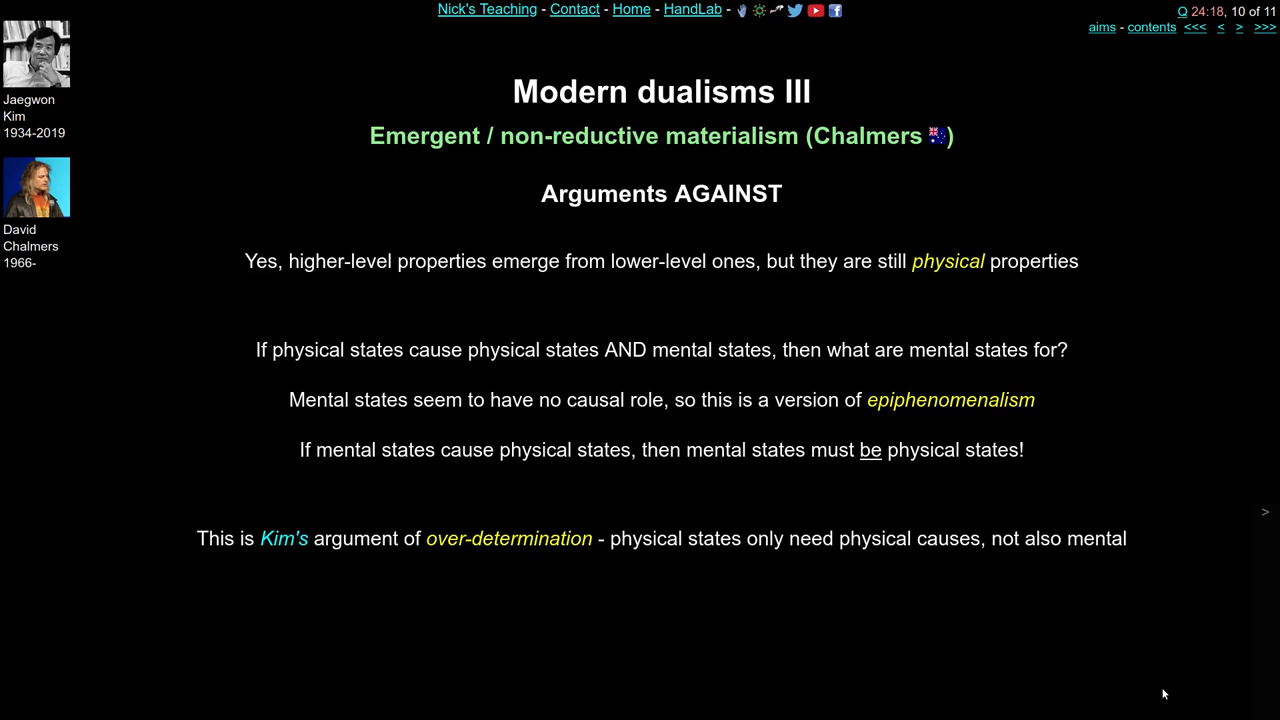 Nick's Teaching - Contact - Home - HandLab -
Q 24:18, 10 of 11
aims - contents <<< < > >>>
Jaegwon
Kim
1934-2019
David
Chalmers
1966-
Modern dualisms III
Emergent / non-reductive materialism (Chalmers 🇦🇺)
Arguments AGAINST
Yes, higher-level properties emerge from lower-level ones, but they are still physical properties
If physical states cause physical states AND mental states, then what are mental states for?
Mental states seem to have no causal role, so this is a version of epiphenomenalism
If mental states cause physical states, then mental states must be physical states!
This is Kim's argument of over-determination - physical states only need physical causes, not also mental
>